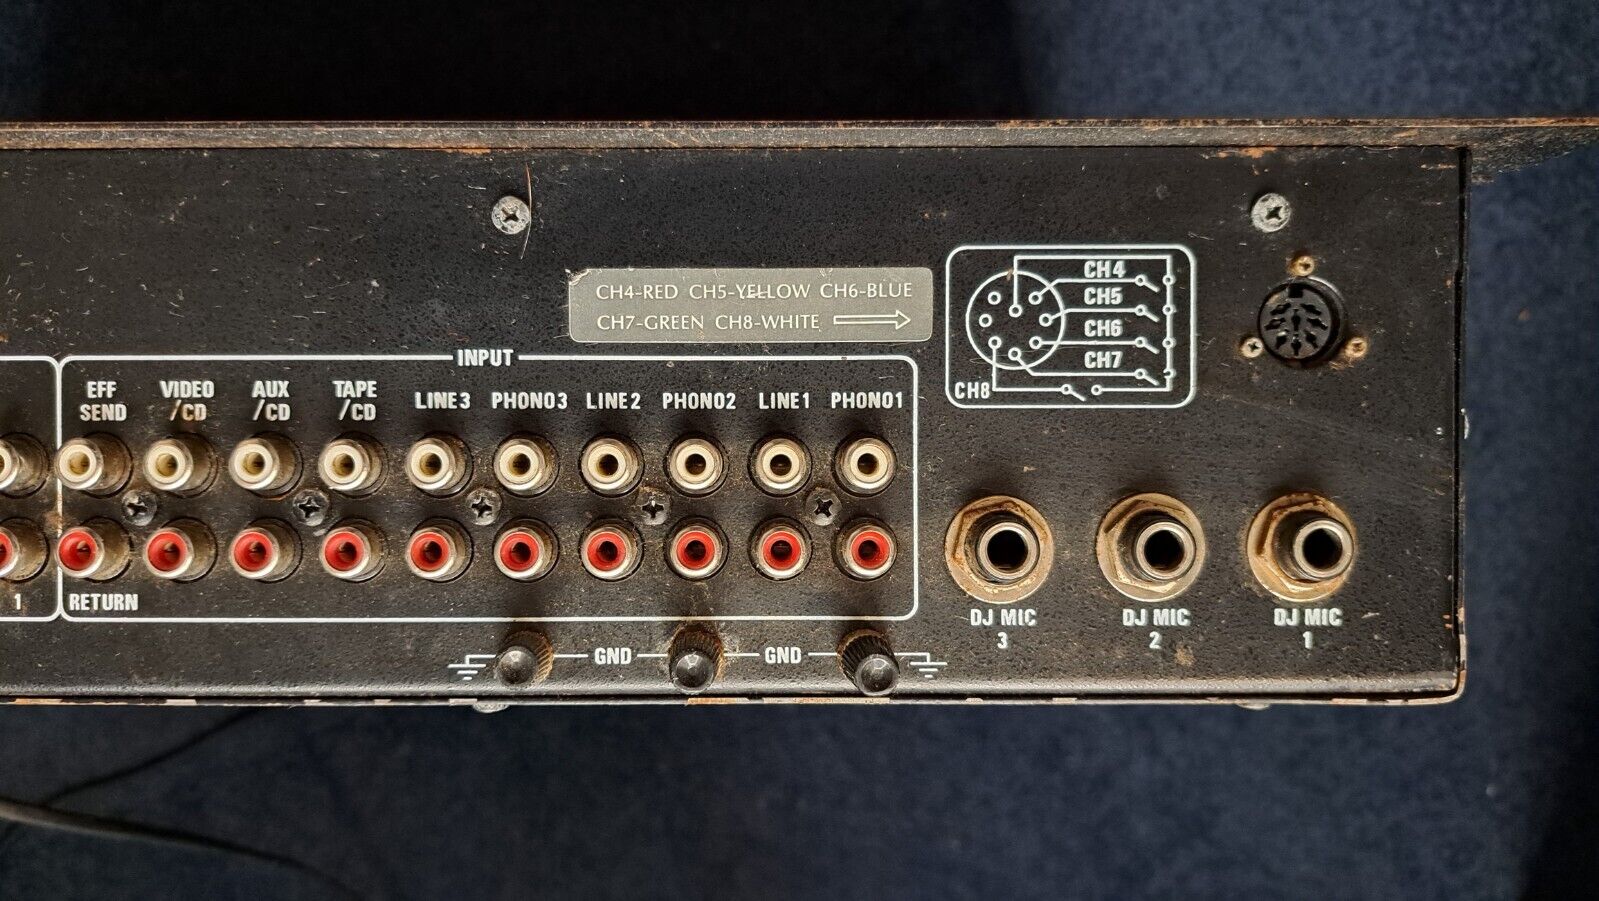 CH4-RED CH5-YELLOW CH6-BLUE
CH7-GREEN CH8-WHITE
CH4
CH5
CH6
CH7
CH8
INPUT
EFF
SEND
VIDEO
/CD
AUX
/CD
TAPE
/CD
LINE3
PHONO3
LINE2
PHONO2
LINE1
PHONO1
1
RETURN
GND
GND
DJ MIC
3
DJ MIC
2
DJ MIC
1